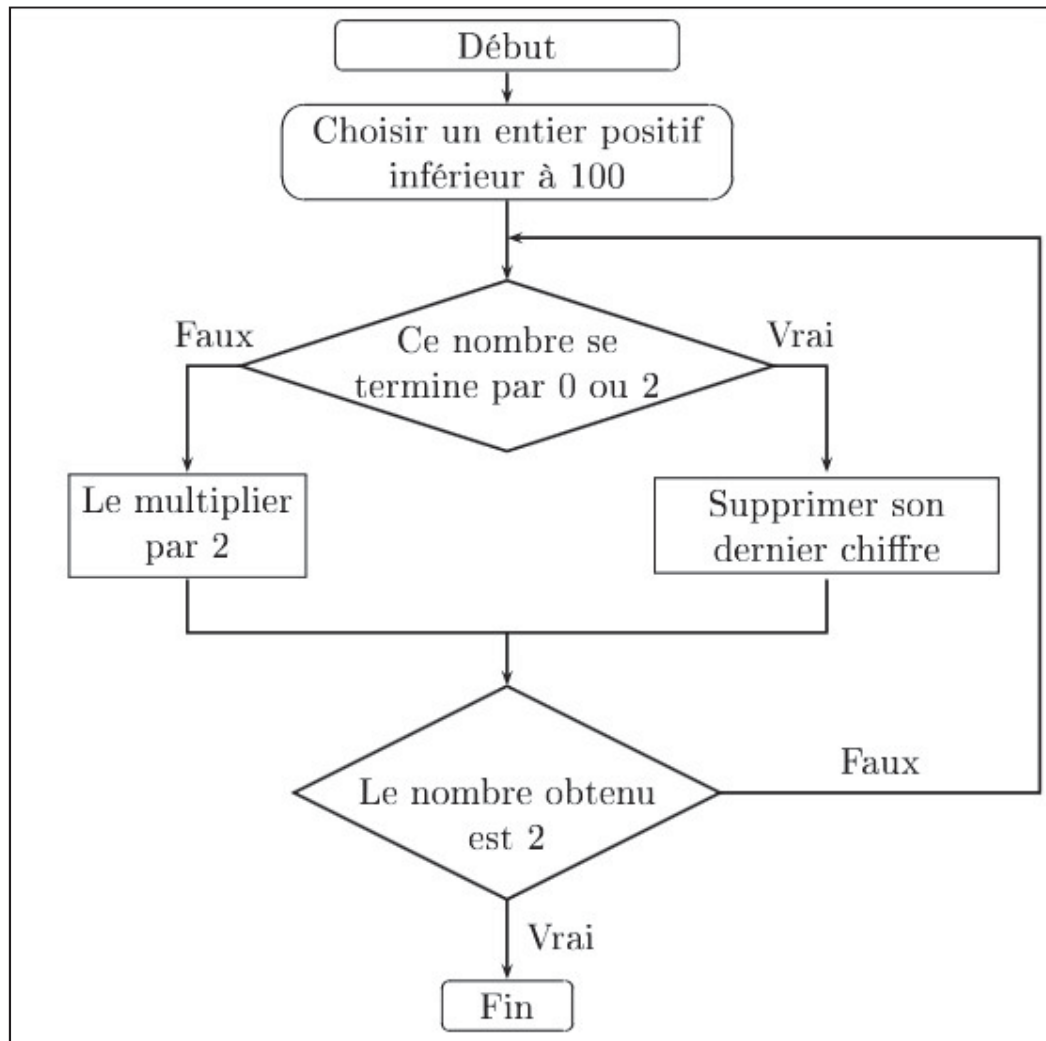 Début
Choisir un entier positif
inférieur à 100
Faux
Vrai
Ce nombre se
termine par 0 ou 2
Le multiplier
par 2
Supprimer son
dernier chiffre
Faux
Le nombre obtenu
est 2
Vrai
Fin